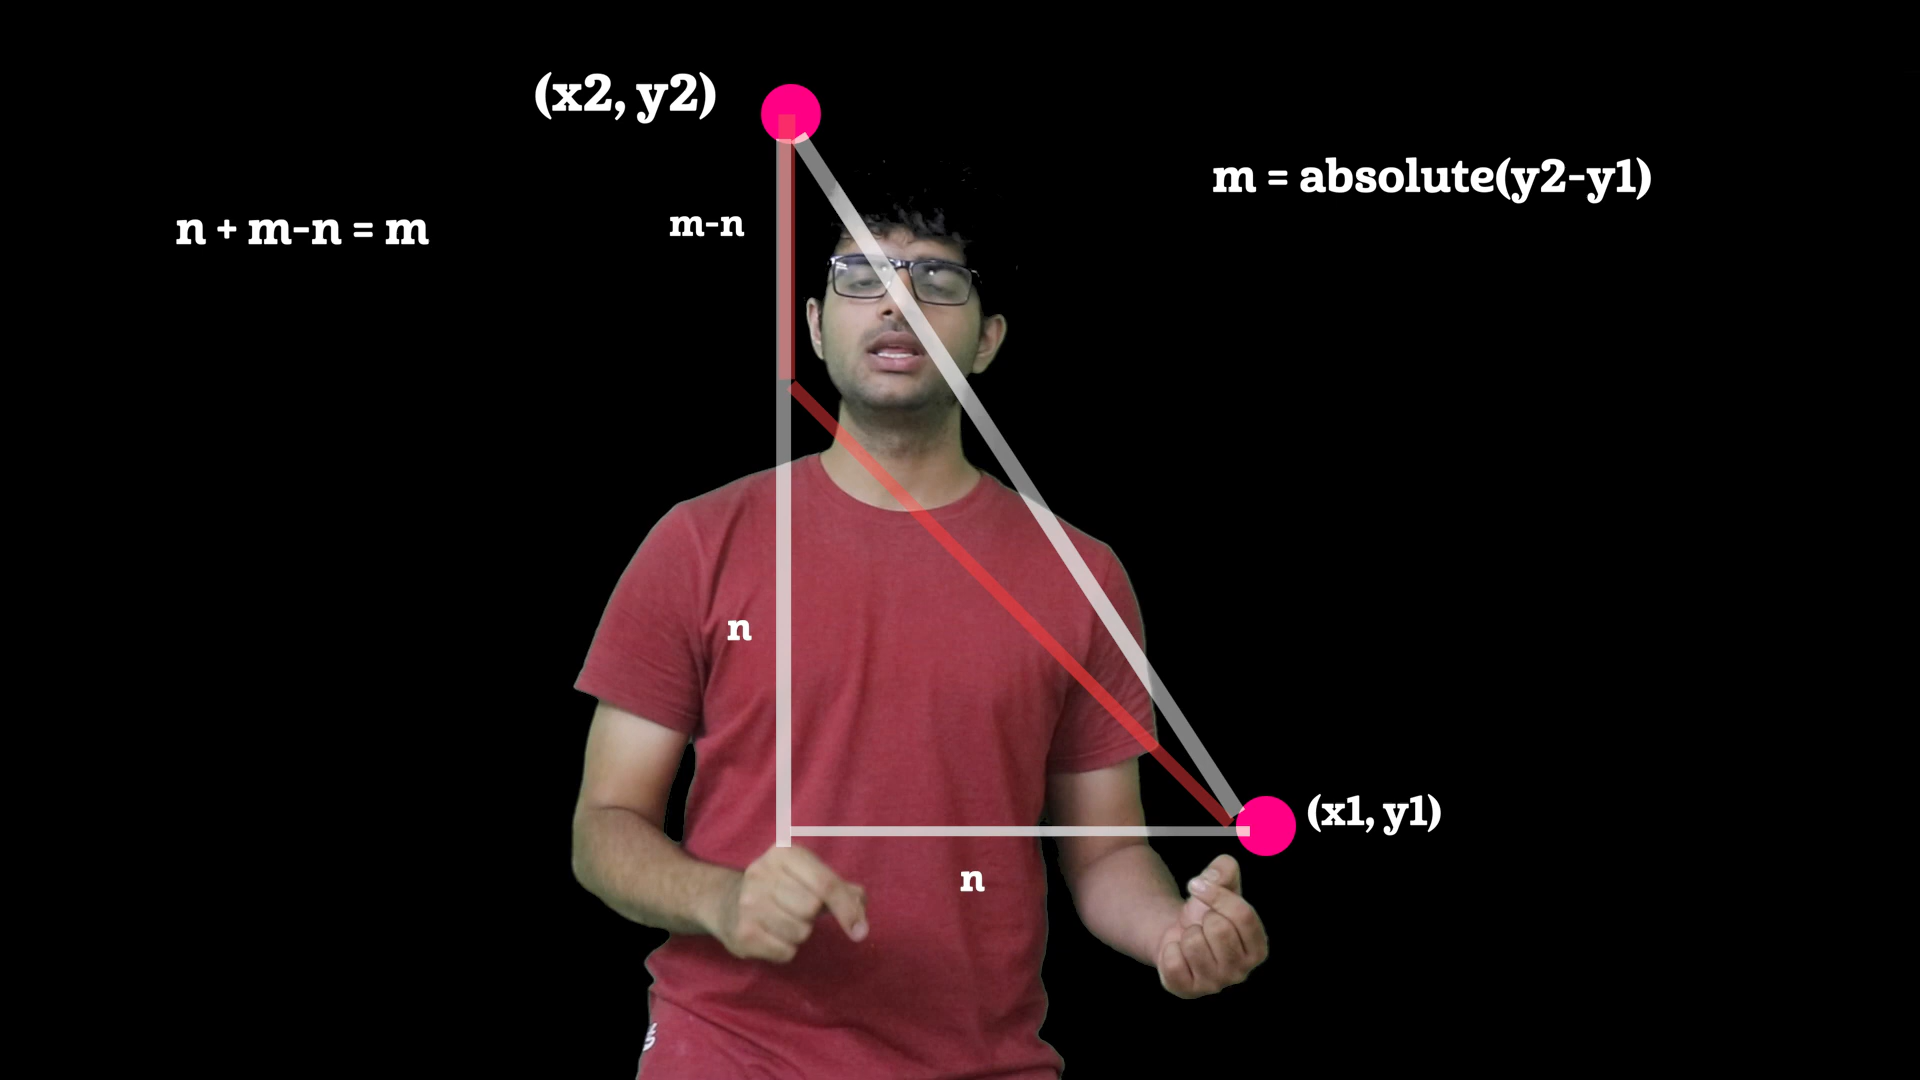 (x2, y2)
m = absolute(y2-y1)
n + m-n = m
m-n
n
(x1, y1)
n